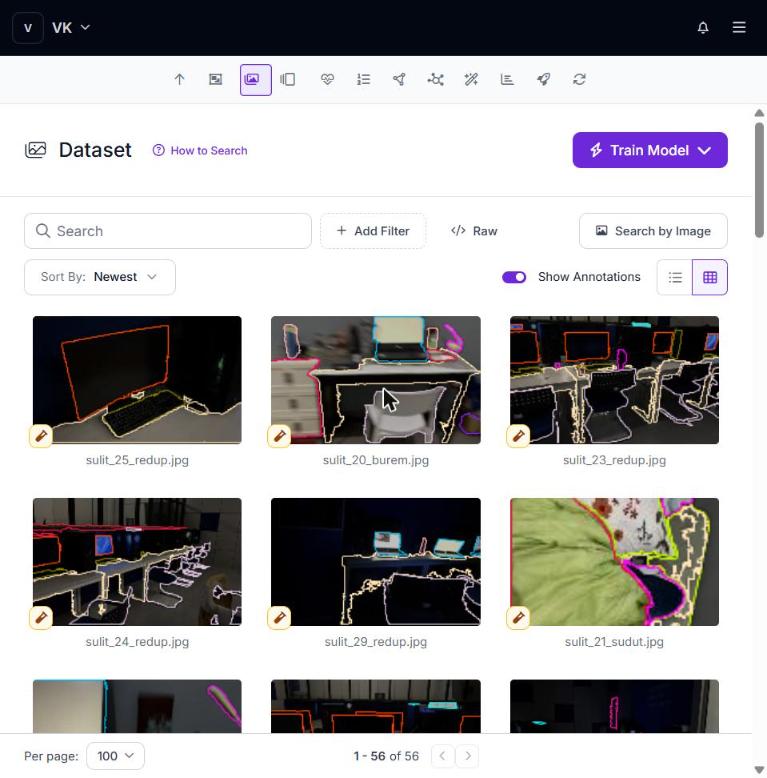 V VK
Dataset How to Search Train Model
Search Add Filter </> Raw Search by Image
Sort By: Newest Show Annotations
sulit_25_redup.jpg sulit_20_burem.jpg sulit_23_redup.jpg
sulit_24_redup.jpg sulit_29_redup.jpg sulit_21_sudut.jpg
Per page: 100 1 - 56 of 56